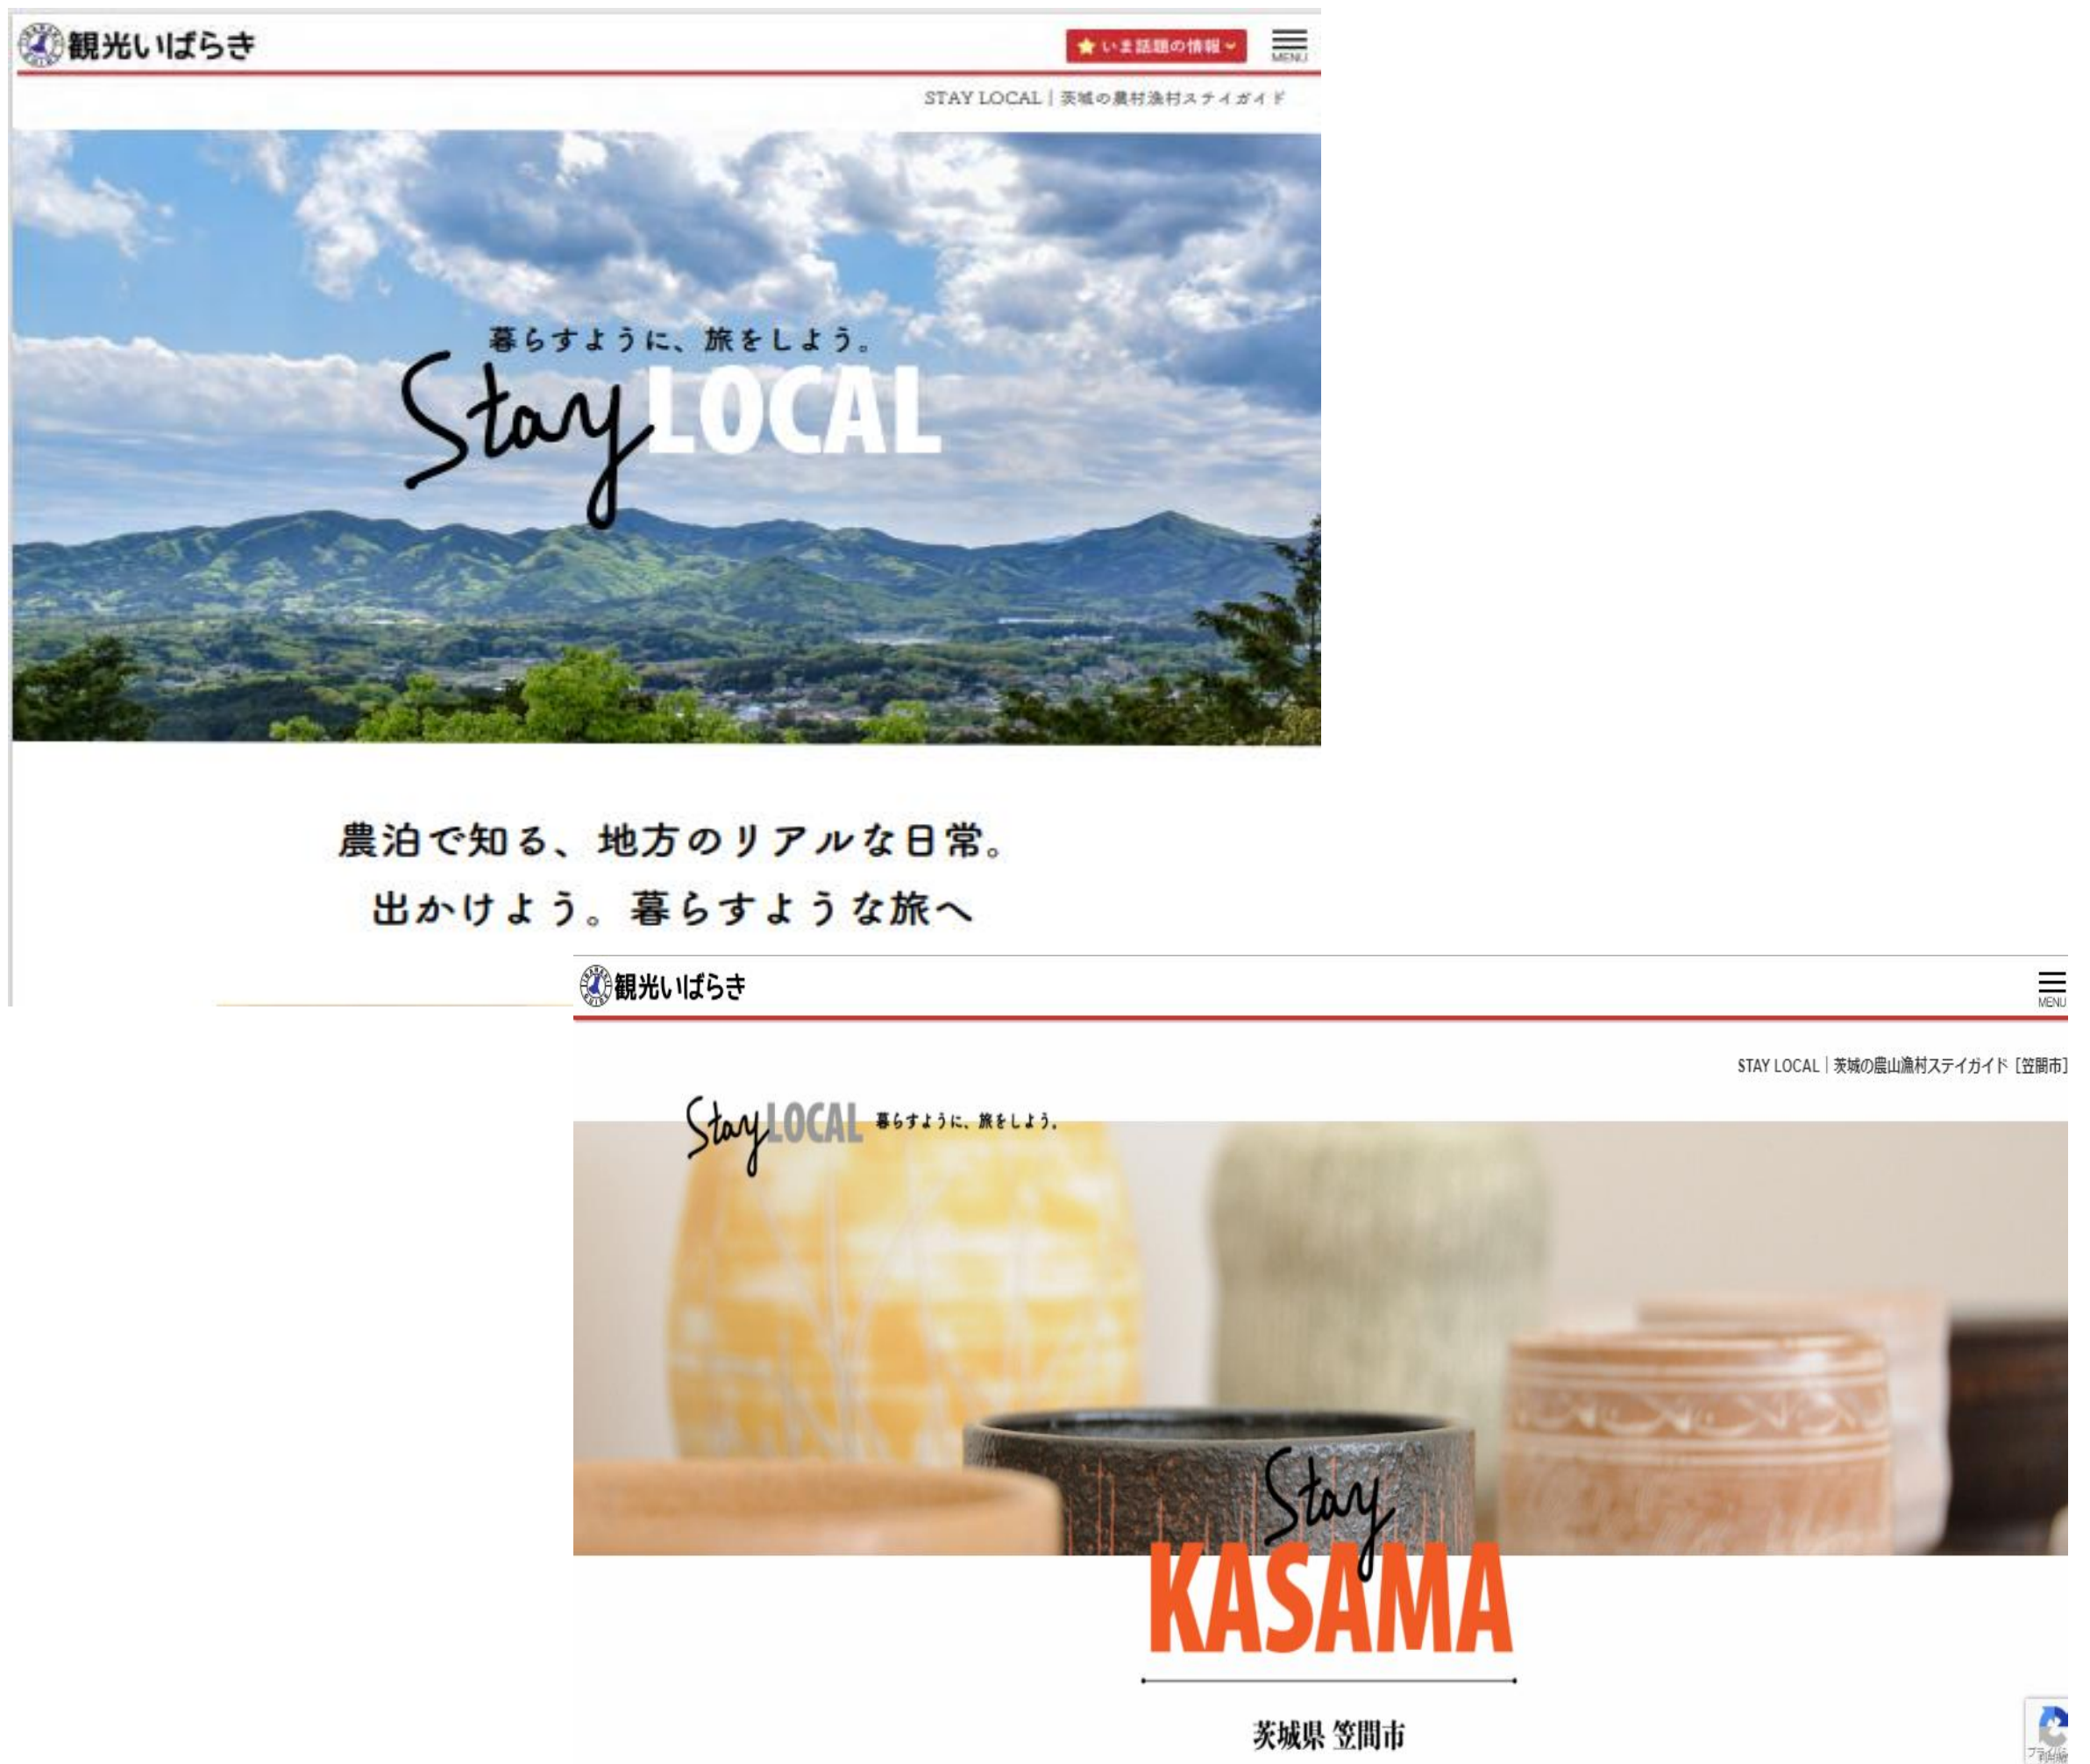 観光いばらき
いま話題の情報
MENU
STAY LOCAL｜茨城の農村漁村ステイガイド
暮らすように、旅をしよう。
Stay LOCAL
農泊で知る、地方のリアルな日常。
出かけよう。暮らすような旅へ
観光いばらき
MENU
STAY LOCAL｜茨城の農山漁村ステイガイド［笠間市］
Stay LOCAL 暮らすように、旅をしよう。
Stay
KASAMA
茨城県 笠間市